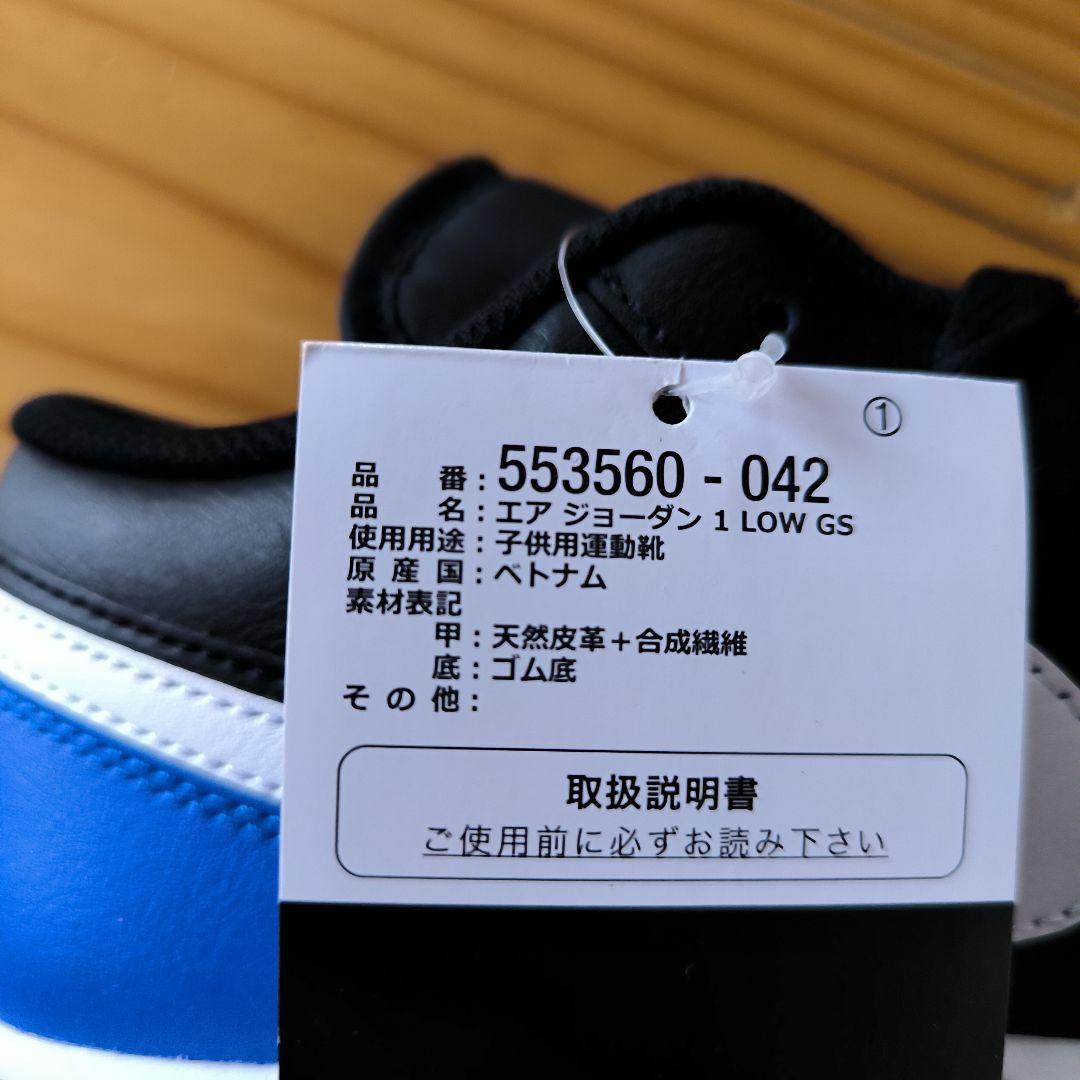 ①
品番：553560 - 042
品名：エア ジョーダン 1 LOW GS
使用用途：子供用運動靴
原産国：ベトナム
素材表記
甲：天然皮革＋合成繊維
底：ゴム底
その他：
取扱説明書
ご使用前に必ずお読み下さい